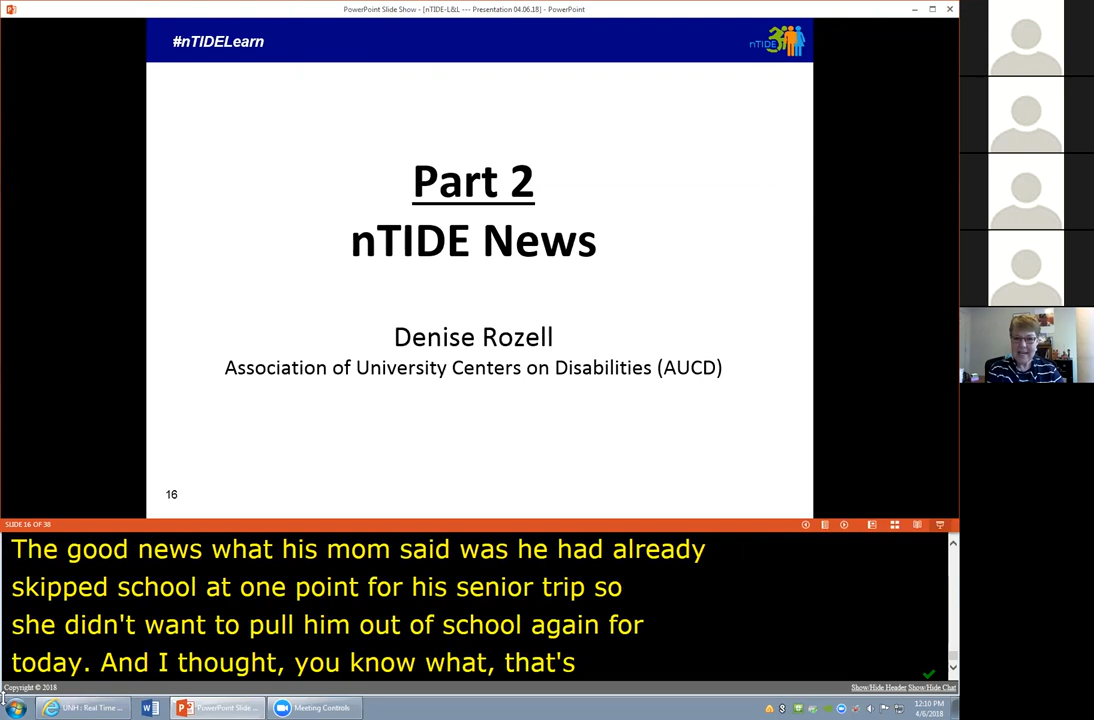 PowerPoint Slide Show - [nTIDE-L&L --- Presentation 04.06.18] - PowerPoint
#nTIDELearn
nTIDE
Part 2
nTIDE News
Denise Rozell
Association of University Centers on Disabilities (AUCD)
16
SLIDE 16 OF 38
The good news what his mom said was he had already
skipped school at one point for his senior trip so
she didn't want to pull him out of school again for
today. And I thought, you know what, that's
Copyright © 2018
Show/Hide Header Show/Hide Chat
UNH : Real Time ...
PowerPoint Slide ...
Meeting Controls
12:10 PM
4/6/2018